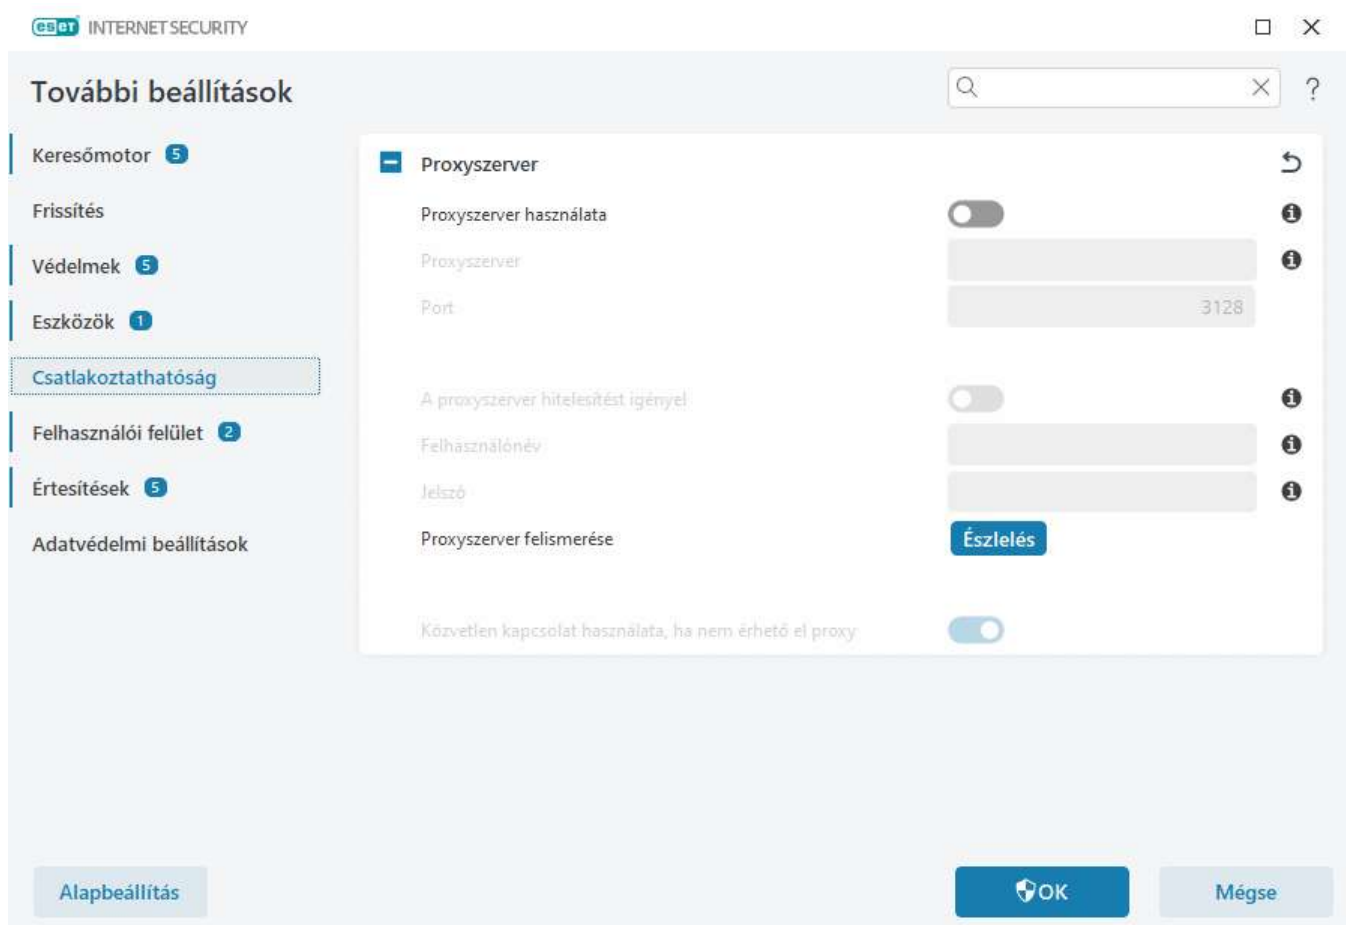 eset INTERNET SECURITY
További beállítások
?
Keresőmotor 5
Frissítés
Védelmek 5
Eszközök 1
Csatlakoztathatóság
Felhasználói felület 2
Értesítések 5
Adatvédelmi beállítások
Proxyszerver
Proxyszerver használata
Proxyszerver
Port 3128
A proxyszerver hitelesítést igényel
Felhasználónév
Jelszó
Proxyszerver felismerése Észlelés
Közvetlen kapcsolat használata, ha nem érhető el proxy
Alapbeállítás OK Mégse